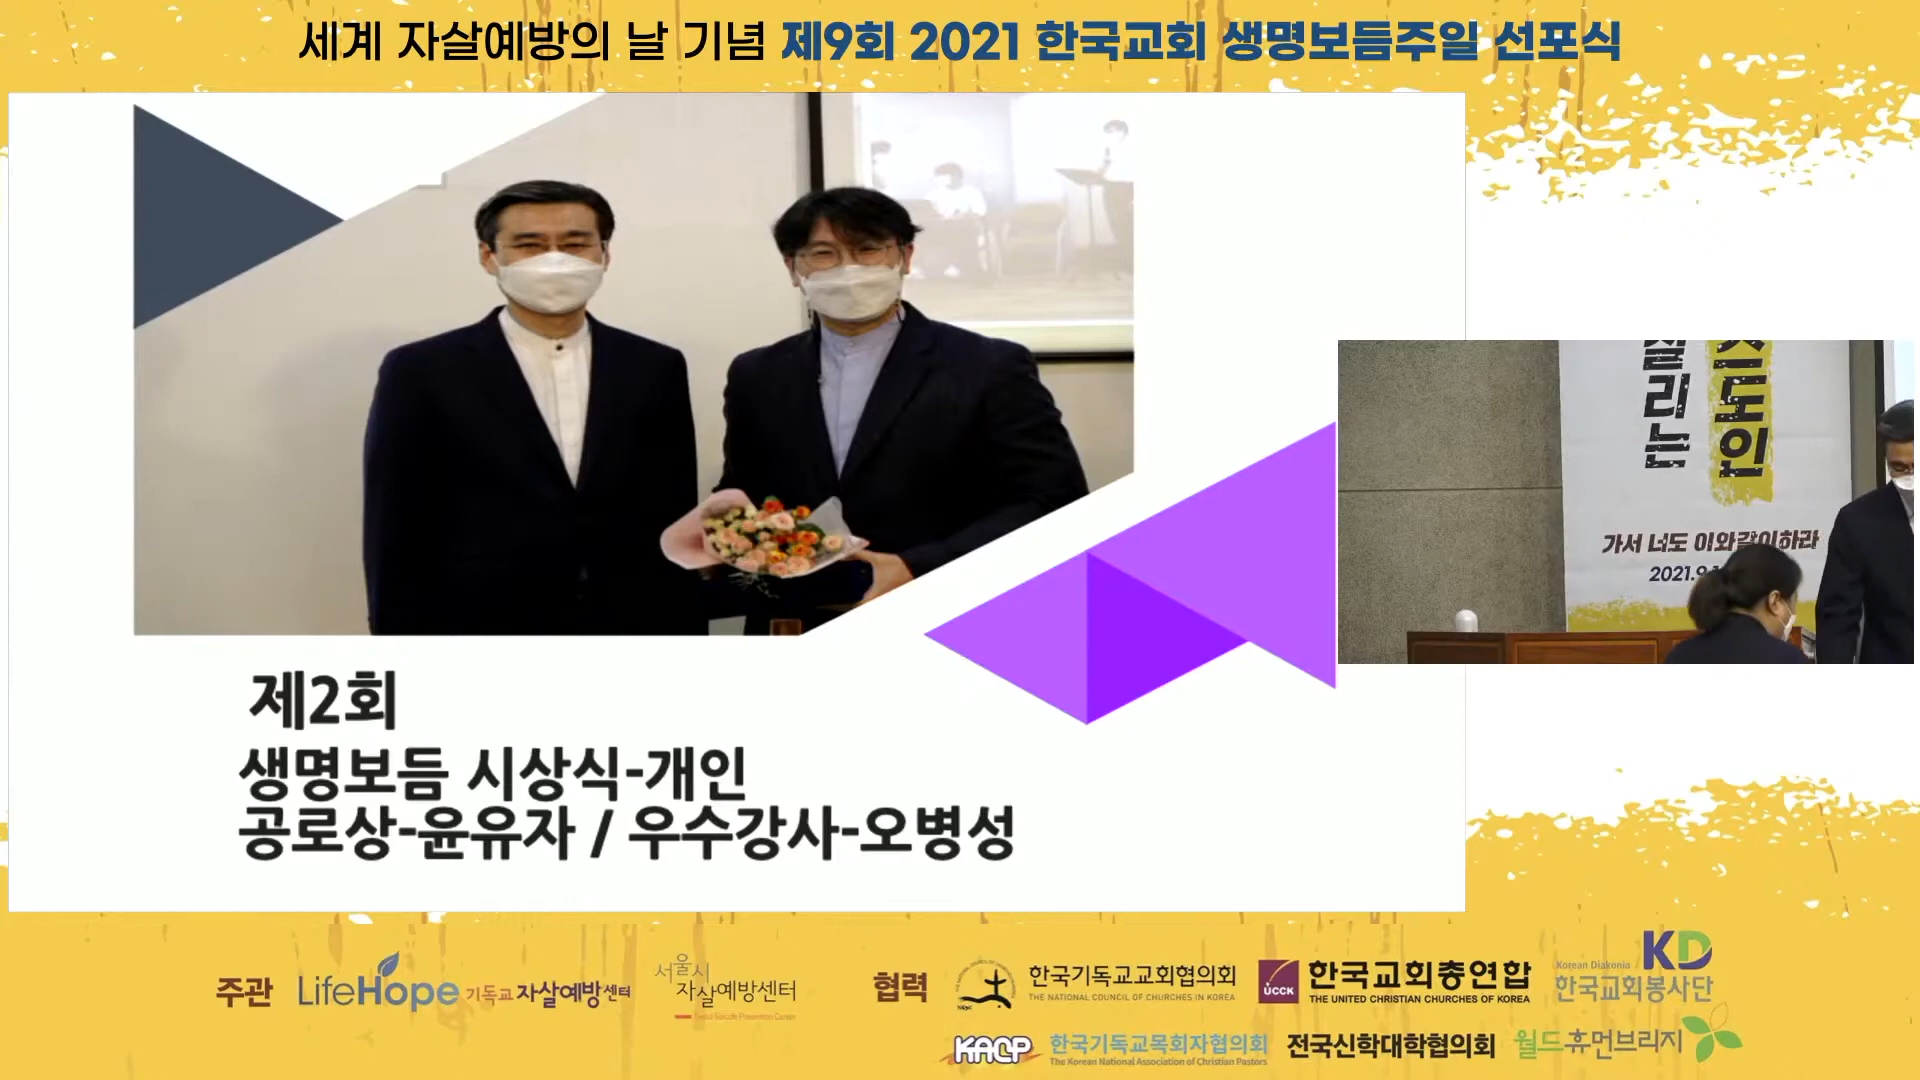 세계 자살예방의 날 기념 제9회 2021 한국교회 생명보듬주일 선포식
제2회
생명보듬 시상식-개인
공로상-윤유자 / 우수강사-오병성
살리는
도인
가서 너도 이와같이하라
2021.9
주관 LifeHope 기독교 자살예방센터
서울시
자살예방센터
Seoul Suicide Prevention Center
협력
한국기독교교회협의회
THE NATIONAL COUNCIL OF CHURCHES IN KOREA
UCCK 한국교회총연합
THE UNITED CHRISTIAN CHURCHES OF KOREA
KD
Korean Diakonia
한국교회봉사단
KACP 한국기독교목회자협의회
The Korean National Association of Christian Pastors
전국신학대학협의회
월드휴먼브리지